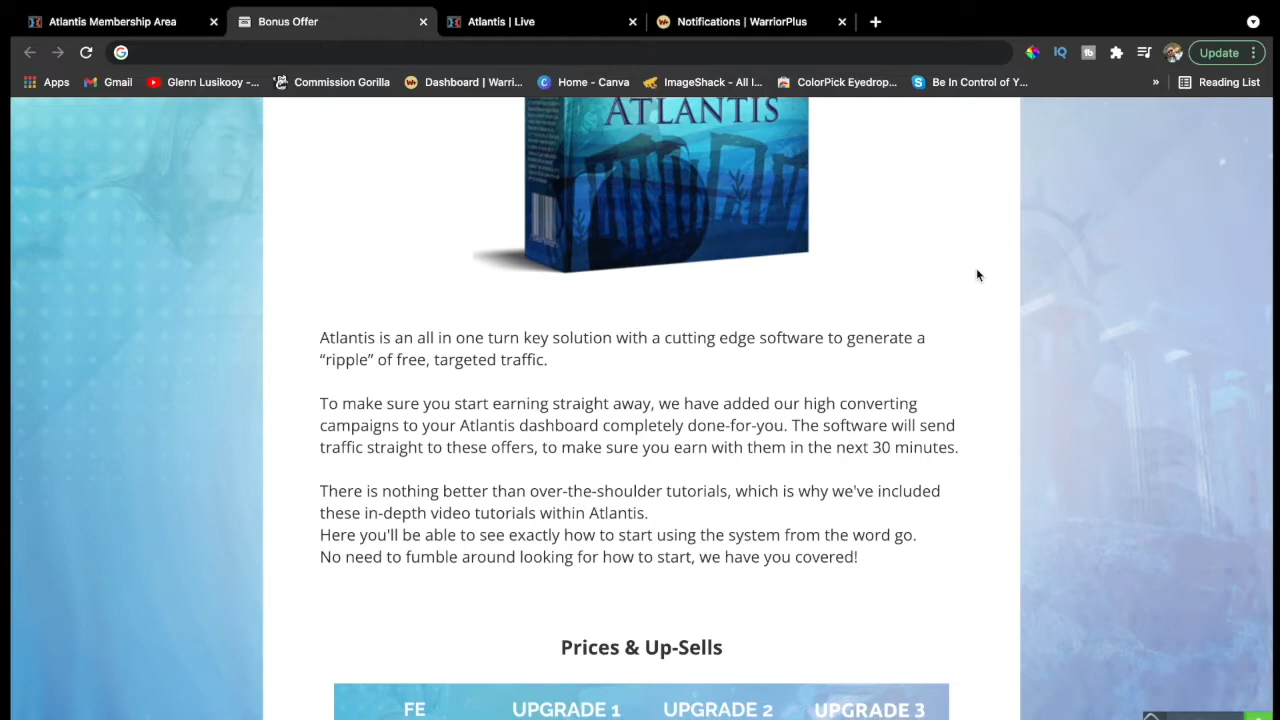 Atlantis Membership Area
Bonus Offer
Atlantis | Live
Notifications | WarriorPlus
Update
Apps
Gmail
Glenn Lusikooy -...
Commission Gorilla
Dashboard | Warri...
Home - Canva
ImageShack - All I...
ColorPick Eyedrop...
Be In Control of Y...
»
Reading List
ATLANTIS
Atlantis is an all in one turn key solution with a cutting edge software to generate a
“ripple” of free, targeted traffic.
To make sure you start earning straight away, we have added our high converting
campaigns to your Atlantis dashboard completely done-for-you. The software will send
traffic straight to these offers, to make sure you earn with them in the next 30 minutes.
There is nothing better than over-the-shoulder tutorials, which is why we've included
these in-depth video tutorials within Atlantis.
Here you'll be able to see exactly how to start using the system from the word go.
No need to fumble around looking for how to start, we have you covered!
Prices & Up-Sells
FE UPGRADE 1 UPGRADE 2 UPGRADE 3